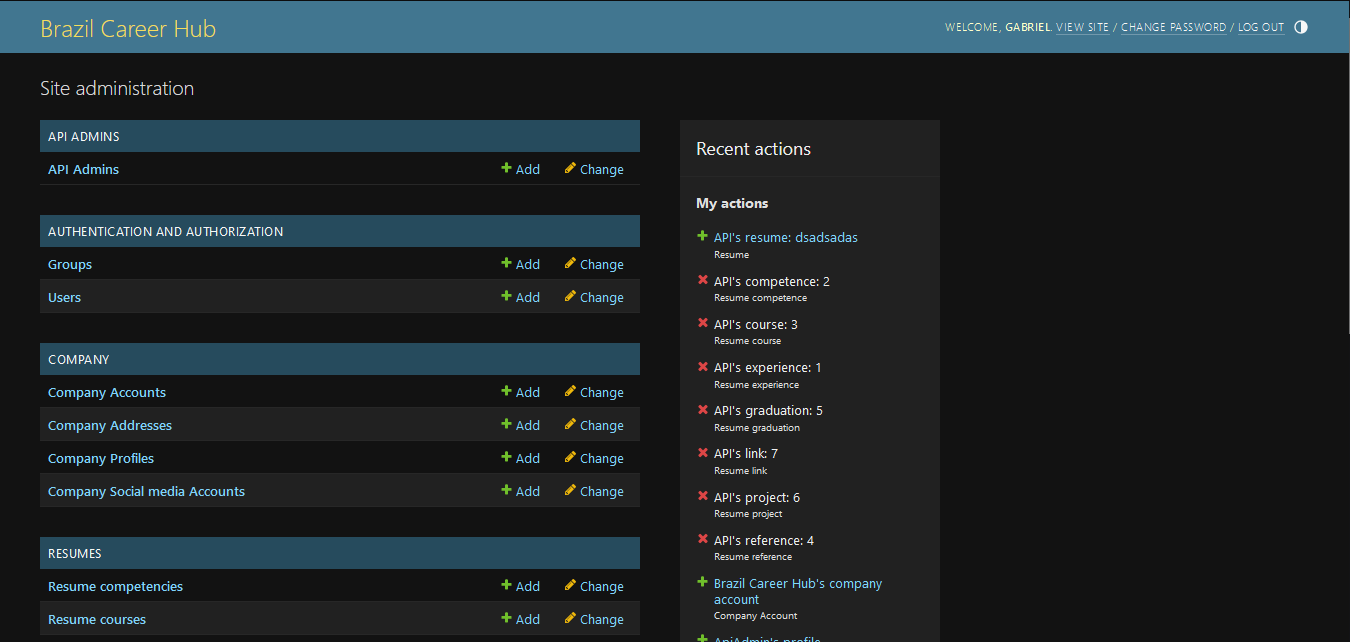 Brazil Career Hub
WELCOME, GABRIEL. VIEW SITE / CHANGE PASSWORD / LOG OUT
Site administration
API ADMINS
API Admins Add Change
AUTHENTICATION AND AUTHORIZATION
Groups Add Change
Users Add Change
COMPANY
Company Accounts Add Change
Company Addresses Add Change
Company Profiles Add Change
Company Social media Accounts Add Change
RESUMES
Resume competencies Add Change
Resume courses Add Change
Recent actions
My actions
API's resume: dsadsadas
Resume
API's competence: 2
Resume competence
API's course: 3
Resume course
API's experience: 1
Resume experience
API's graduation: 5
Resume graduation
API's link: 7
Resume link
API's project: 6
Resume project
API's reference: 4
Resume reference
Brazil Career Hub's company
account
Company Account
ApiAdmin's profile